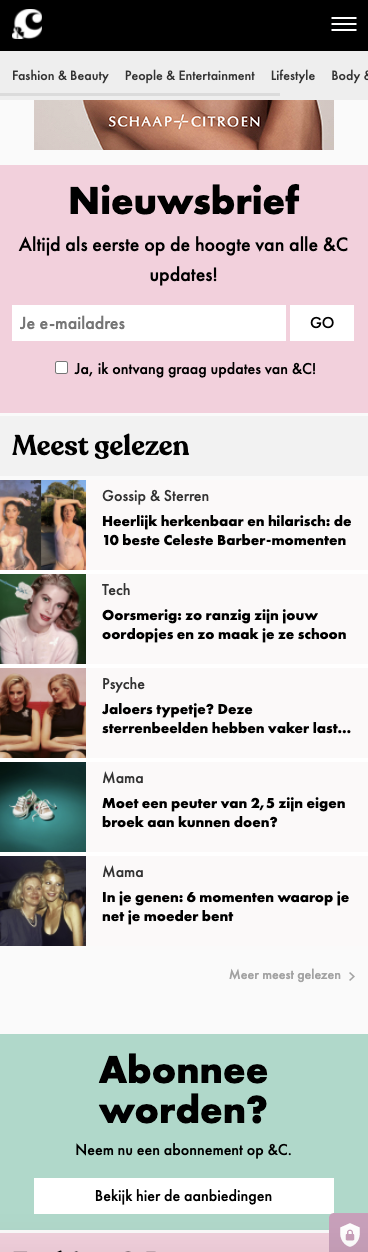 &C
Fashion & Beauty People & Entertainment Lifestyle Body &
SCHAAP CITROEN
Nieuwsbrief
Altijd als eerste op de hoogte van alle &C
updates!
Je e-mailadres GO
Ja, ik ontvang graag updates van &C!
Meest gelezen
Gossip & Sterren
Heerlijk herkenbaar en hilarisch: de
10 beste Celeste Barber-momenten
Tech
Oorsmerig: zo ranzig zijn jouw
oordopjes en zo maak je ze schoon
Psyche
Jaloers typetje? Deze
sterrenbeelden hebben vaker last...
Mama
Moet een peuter van 2,5 zijn eigen
broek aan kunnen doen?
Mama
In je genen: 6 momenten waarop je
net je moeder bent
Meer meest gelezen
Abonnee
worden?
Neem nu een abonnement op &C.
Bekijk hier de aanbiedingen